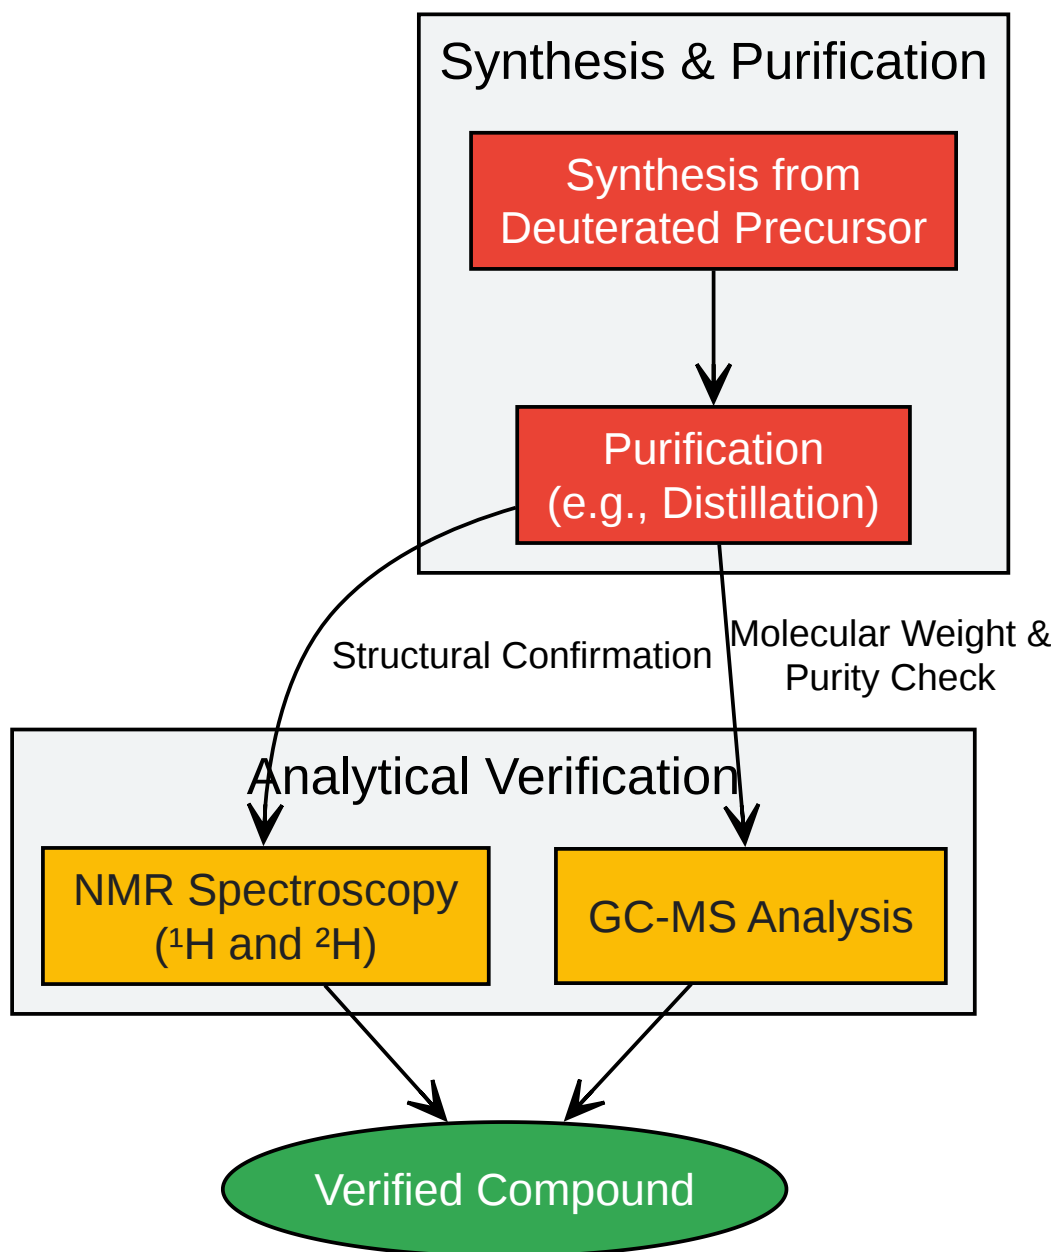 Synthesis & Purification
Synthesis from
Deuterated Precursor
Purification
(e.g., Distillation)
Structural Confirmation
Molecular Weight &
Purity Check
Analytical Verification
NMR Spectroscopy
(¹H and ²H)
GC-MS Analysis
Verified Compound